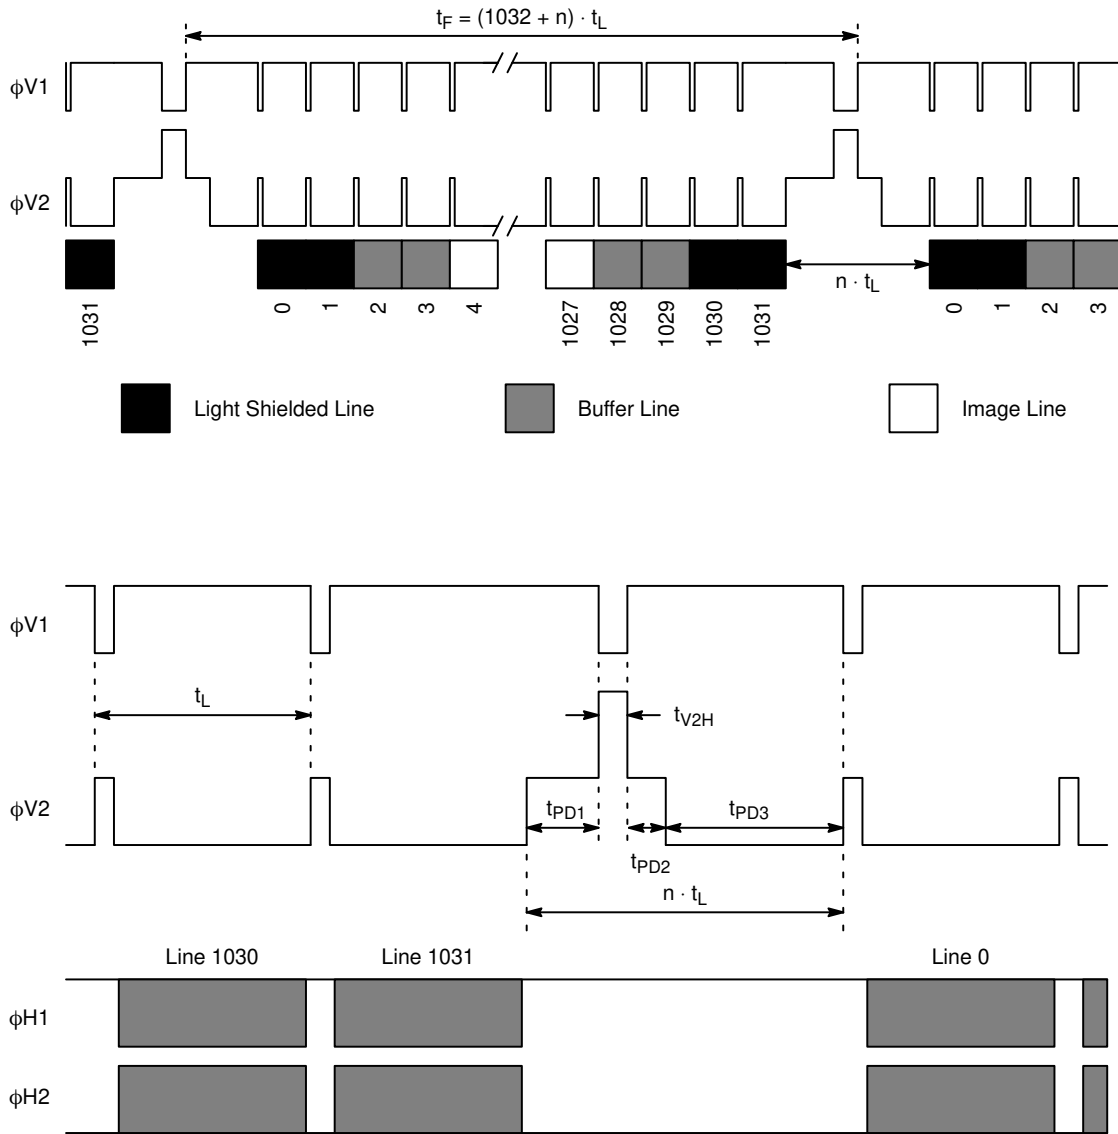 t_F = (1032 + n) · t_L
ϕV1
ϕV2
1031 0 1 2 3 4 1027 1028 1029 1030 1031 n · t_L 0 1 2 3
Light Shielded Line Buffer Line Image Line
ϕV1
t_L
t_V2H
ϕV2
t_PD1 t_PD3
t_PD2
n · t_L
Line 1030 Line 1031 Line 0
ϕH1
ϕH2